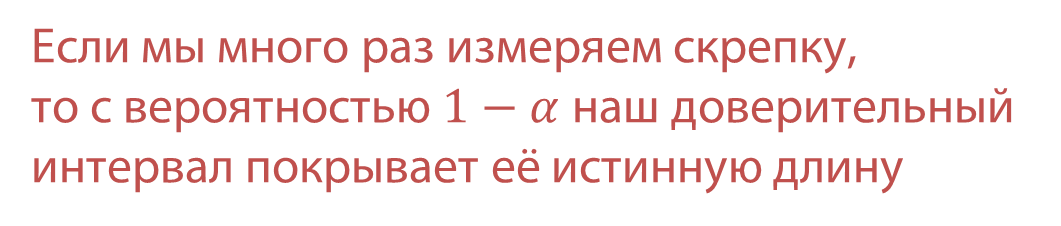 Если мы много раз измеряем скрепку,
то с вероятностью 1 − α наш доверительный
интервал покрывает её истинную длину